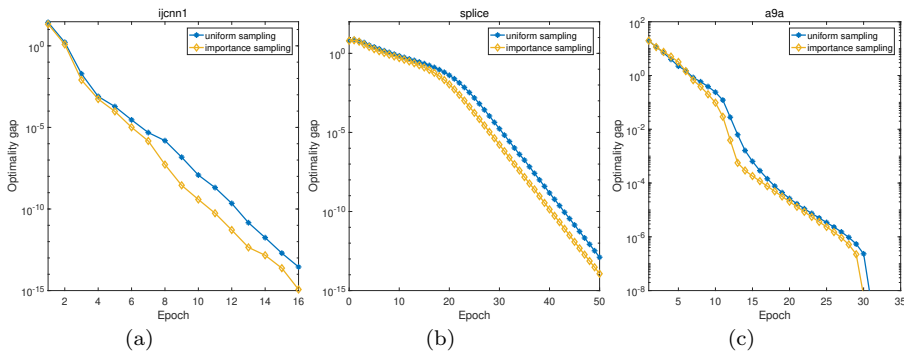 ijcnn1
uniform sampling
importance sampling
Optimality gap
10^0
10^-5
10^-10
10^-15
2 4 6 8 10 12 14 16
Epoch
(a)
splice
uniform sampling
importance sampling
Optimality gap
10^0
10^-5
10^-10
10^-15
0 10 20 30 40 50
Epoch
(b)
a9a
uniform sampling
importance sampling
Optimality gap
10^2
10^0
10^-2
10^-4
10^-6
10^-8
5 10 15 20 25 30 35
Epoch
(c)